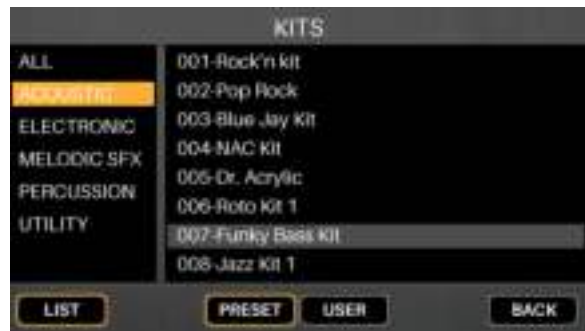 KITS
ALL
ACOUSTIC
ELECTRONIC
MELODIC SFX
PERCUSSION
UTILITY
001-Rock'n kit
002-Pop Rock
003-Blue Jay Kit
004-NAC Kit
005-Dr. Acrylic
006-Roto Kit 1
007-Funky Bass Kit
008-Jazz Kit 1
LIST
PRESET
USER
BACK